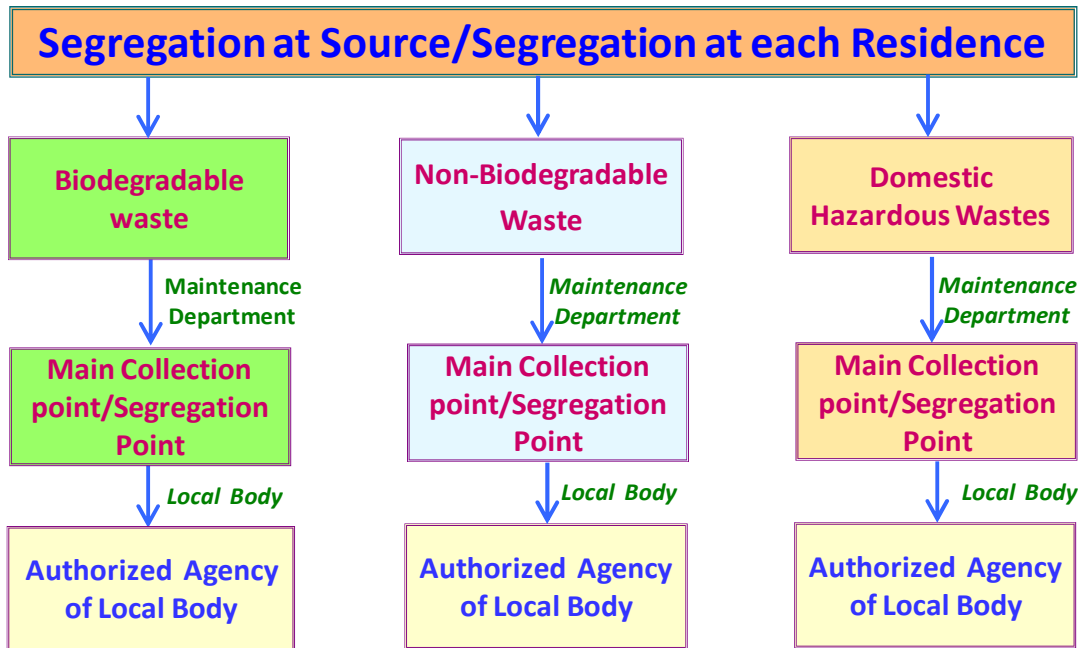 Segregation at Source/Segregation at each Residence
Biodegradable
waste
Non-Biodegradable
Waste
Domestic
Hazardous Wastes
Maintenance
Department
Maintenance
Department
Maintenance
Department
Main Collection
point/Segregation
Point
Main Collection
point/Segregation
Point
Main Collection
point/Segregation
Point
Local Body
Local Body
Local Body
Authorized Agency
of Local Body
Authorized Agency
of Local Body
Authorized Agency
of Local Body